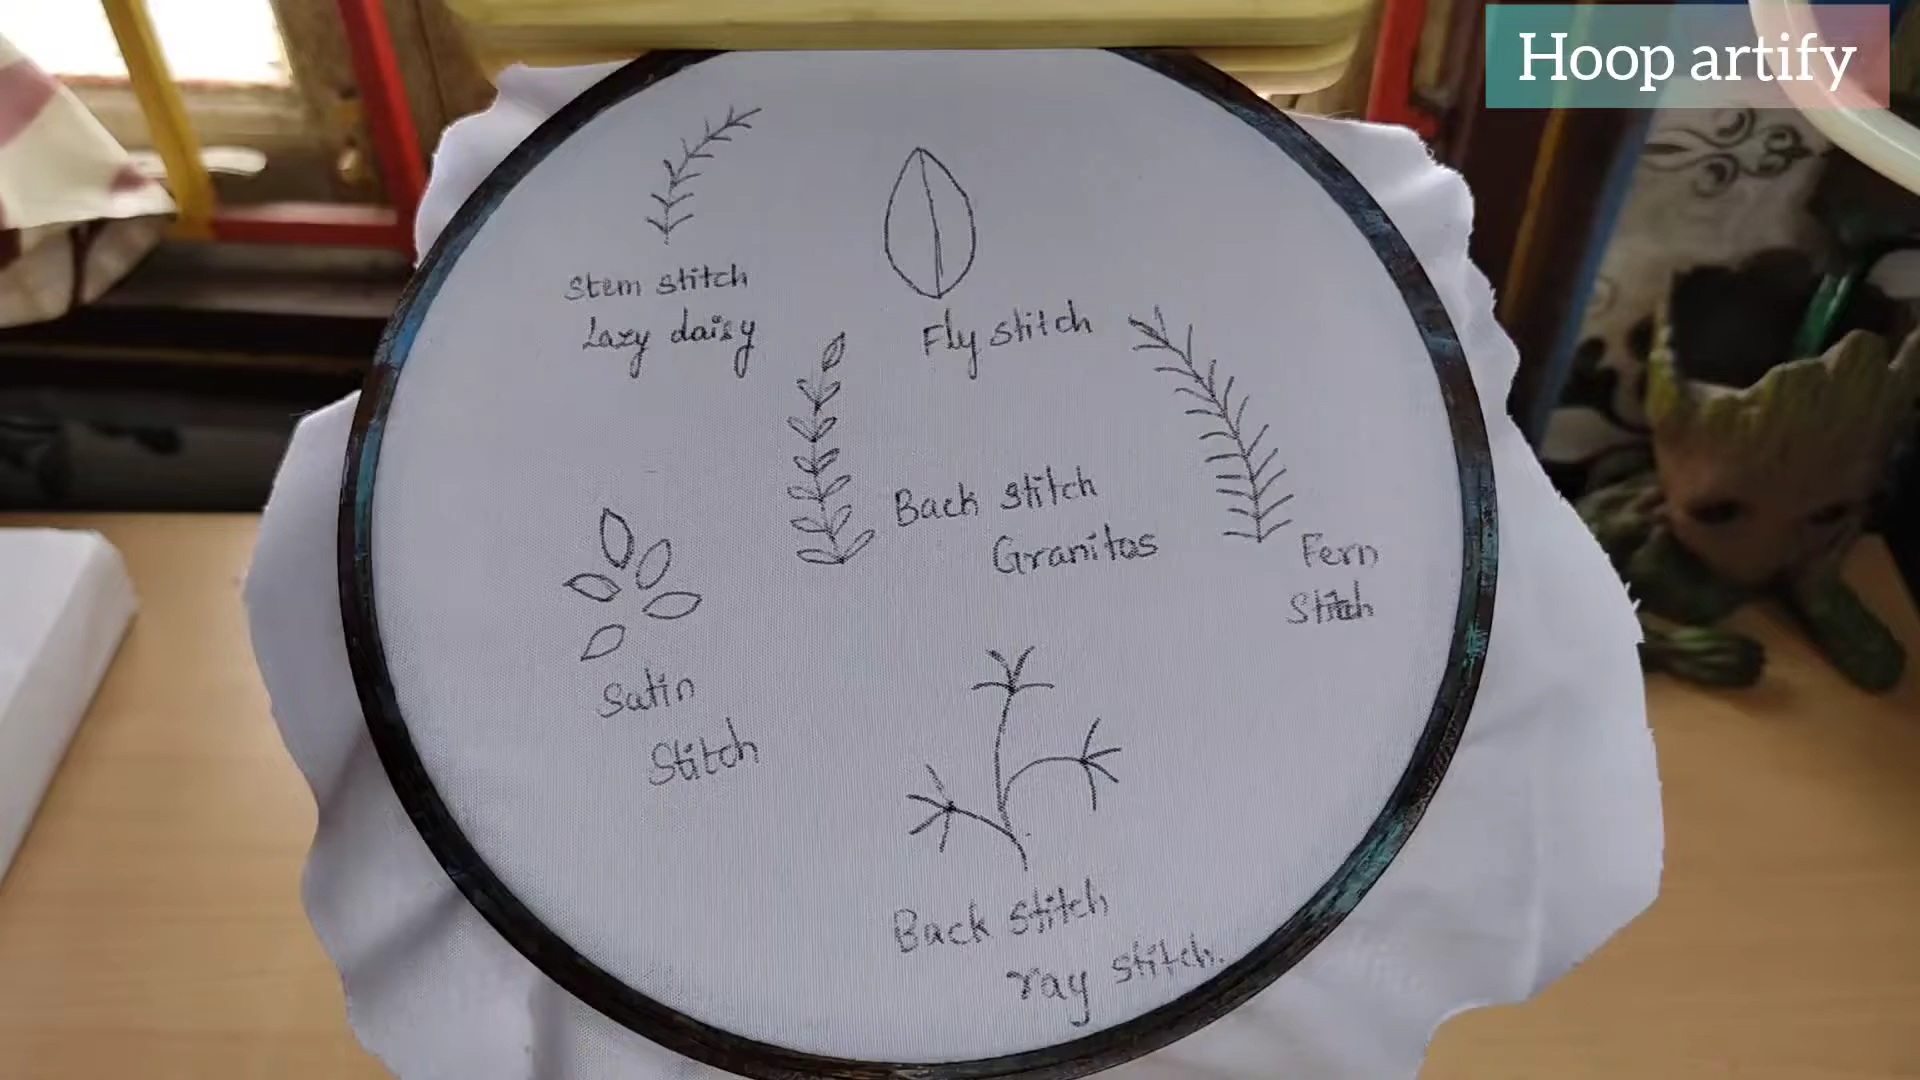 Hoop artify
Stem stitch
Lazy daisy
Fly stitch
Back stitch
Granitos
Fern
Stitch
Satin
Stitch
Back stitch
ray stitch.